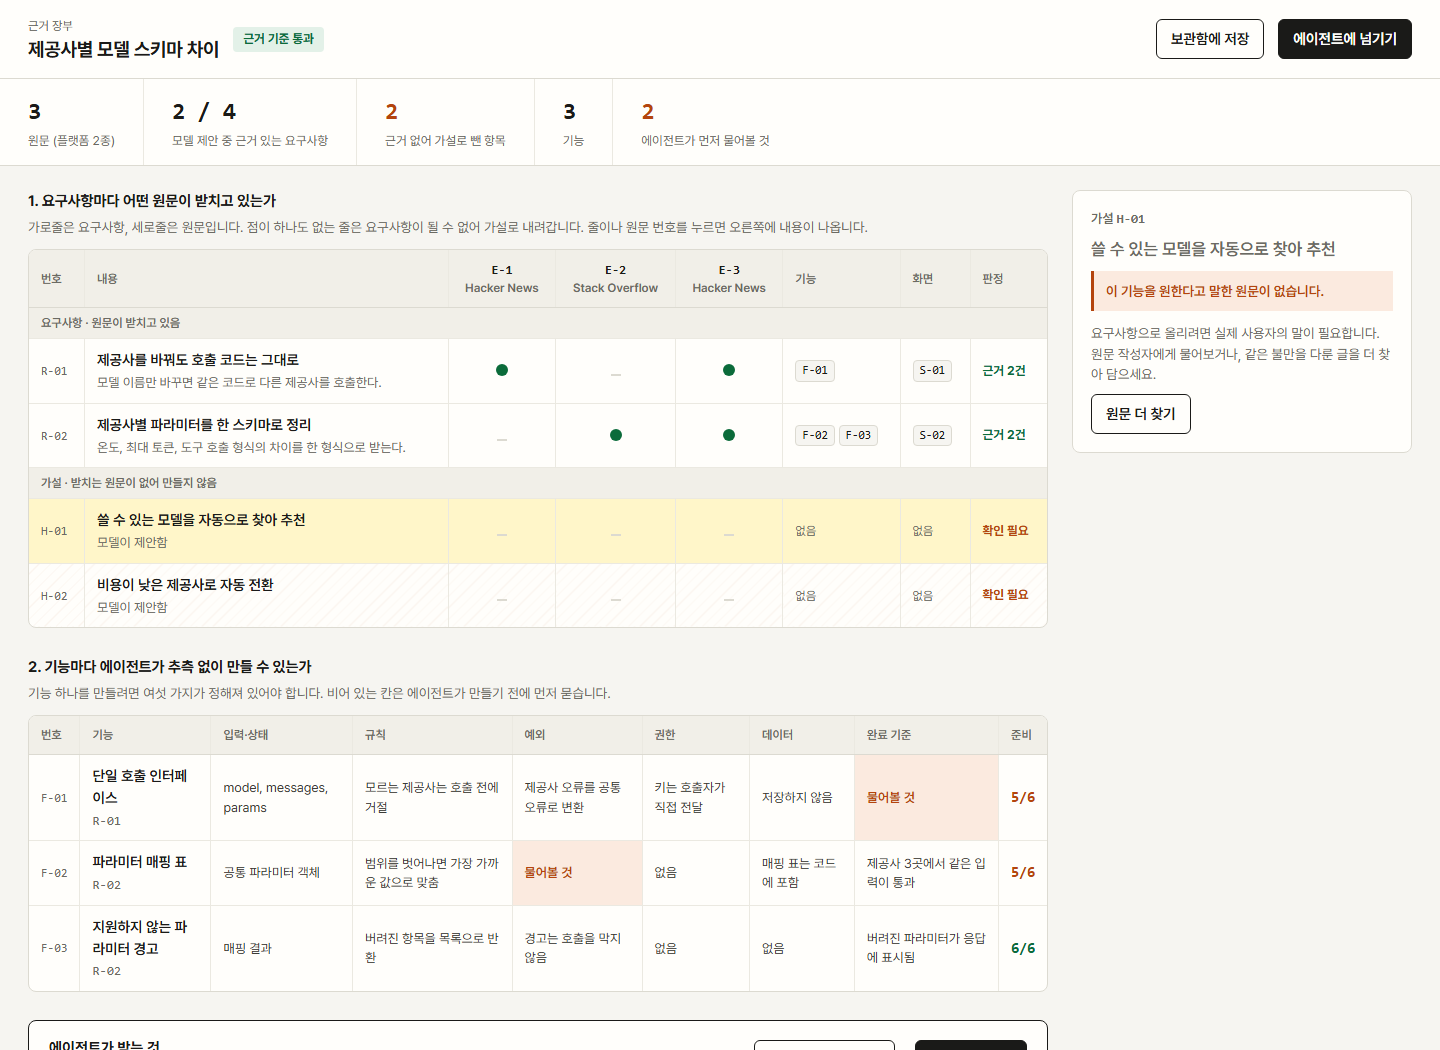 근거 장부
제공사별 모델 스키마 차이
근거 기준 통과
보관함에 저장
에이전트에 넘기기
3
원문 (플랫폼 2종)
2 / 4
모델 제안 중 근거 있는 요구사항
2
근거 없어 가설로 뺀 항목
3
기능
2
에이전트가 먼저 물어볼 것
1. 요구사항마다 어떤 원문이 받치고 있는가
가로줄은 요구사항, 세로줄은 원문입니다. 점이 하나도 없는 줄은 요구사항이 될 수 없어 가설로 내려갑니다. 줄이나 원문 번호를 누르면 오른쪽에 내용이 나옵니다.
번호 내용 E-1 Hacker News E-2 Stack Overflow E-3 Hacker News 기능 화면 판정
요구사항 · 원문이 받치고 있음
R-01 제공사를 바꿔도 호출 코드는 그대로 – F-01 S-01 근거 2건
모델 이름만 바꾸면 같은 코드로 다른 제공사를 호출한다.
R-02 제공사별 파라미터를 한 스키마로 정리 – F-02 F-03 S-02 근거 2건
온도, 최대 토큰, 도구 호출 형식의 차이를 한 형식으로 받는다.
가설 · 받치는 원문이 없어 만들지 않음
H-01 쓸 수 있는 모델을 자동으로 찾아 추천 – – – 없음 없음 확인 필요
모델이 제안함
H-02 비용이 낮은 제공사로 자동 전환 – – – 없음 없음 확인 필요
모델이 제안함
가설 H-01
쓸 수 있는 모델을 자동으로 찾아 추천
이 기능을 원한다고 말한 원문이 없습니다.
요구사항으로 올리려면 실제 사용자의 말이 필요합니다.
원문 작성자에게 물어보거나, 같은 불만을 다룬 글을 더 찾
아 담으세요.
원문 더 찾기
2. 기능마다 에이전트가 추측 없이 만들 수 있는가
기능 하나를 만들려면 여섯 가지가 정해져 있어야 합니다. 비어 있는 칸은 에이전트가 만들기 전에 먼저 묻습니다.
번호 기능 입력·상태 규칙 예외 권한 데이터 완료 기준 준비
F-01
단일 호출 인터페
이스
R-01
model, messages,
params
모르는 제공사는 호출 전에
거절
제공사 오류를 공통
오류로 변환
키는 호출자가
직접 전달
저장하지 않음
물어볼 것
5/6
F-02
파라미터 매핑 표
R-02
공통 파라미터 객체
범위를 벗어나면 가장 가까
운 값으로 맞춤
물어볼 것
없음
매핑 표는 코드
에 포함
제공사 3곳에서 같은 입
력이 통과
5/6
F-03
지원하지 않는 파
라미터 경고
R-02
매핑 결과
버려진 항목을 목록으로 반
환
경고는 호출을 막지
않음
없음
없음
버려진 파라미터가 응답
에 표시됨
6/6
에이전트가 받는 것